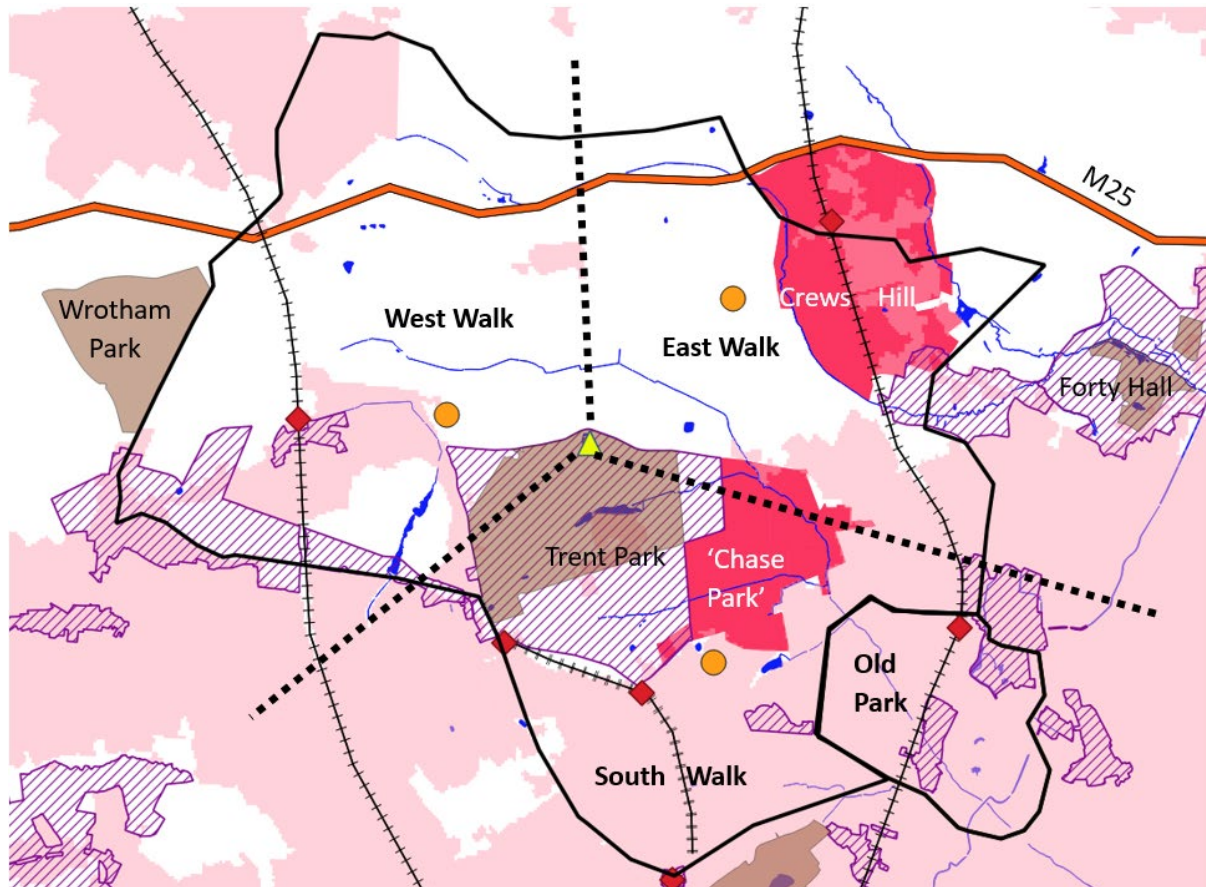 M25
Crews Hill
Wrotham
Park
West Walk
East Walk
Forty Hall
Trent Park
‘Chase
Park’
Old
Park
South Walk